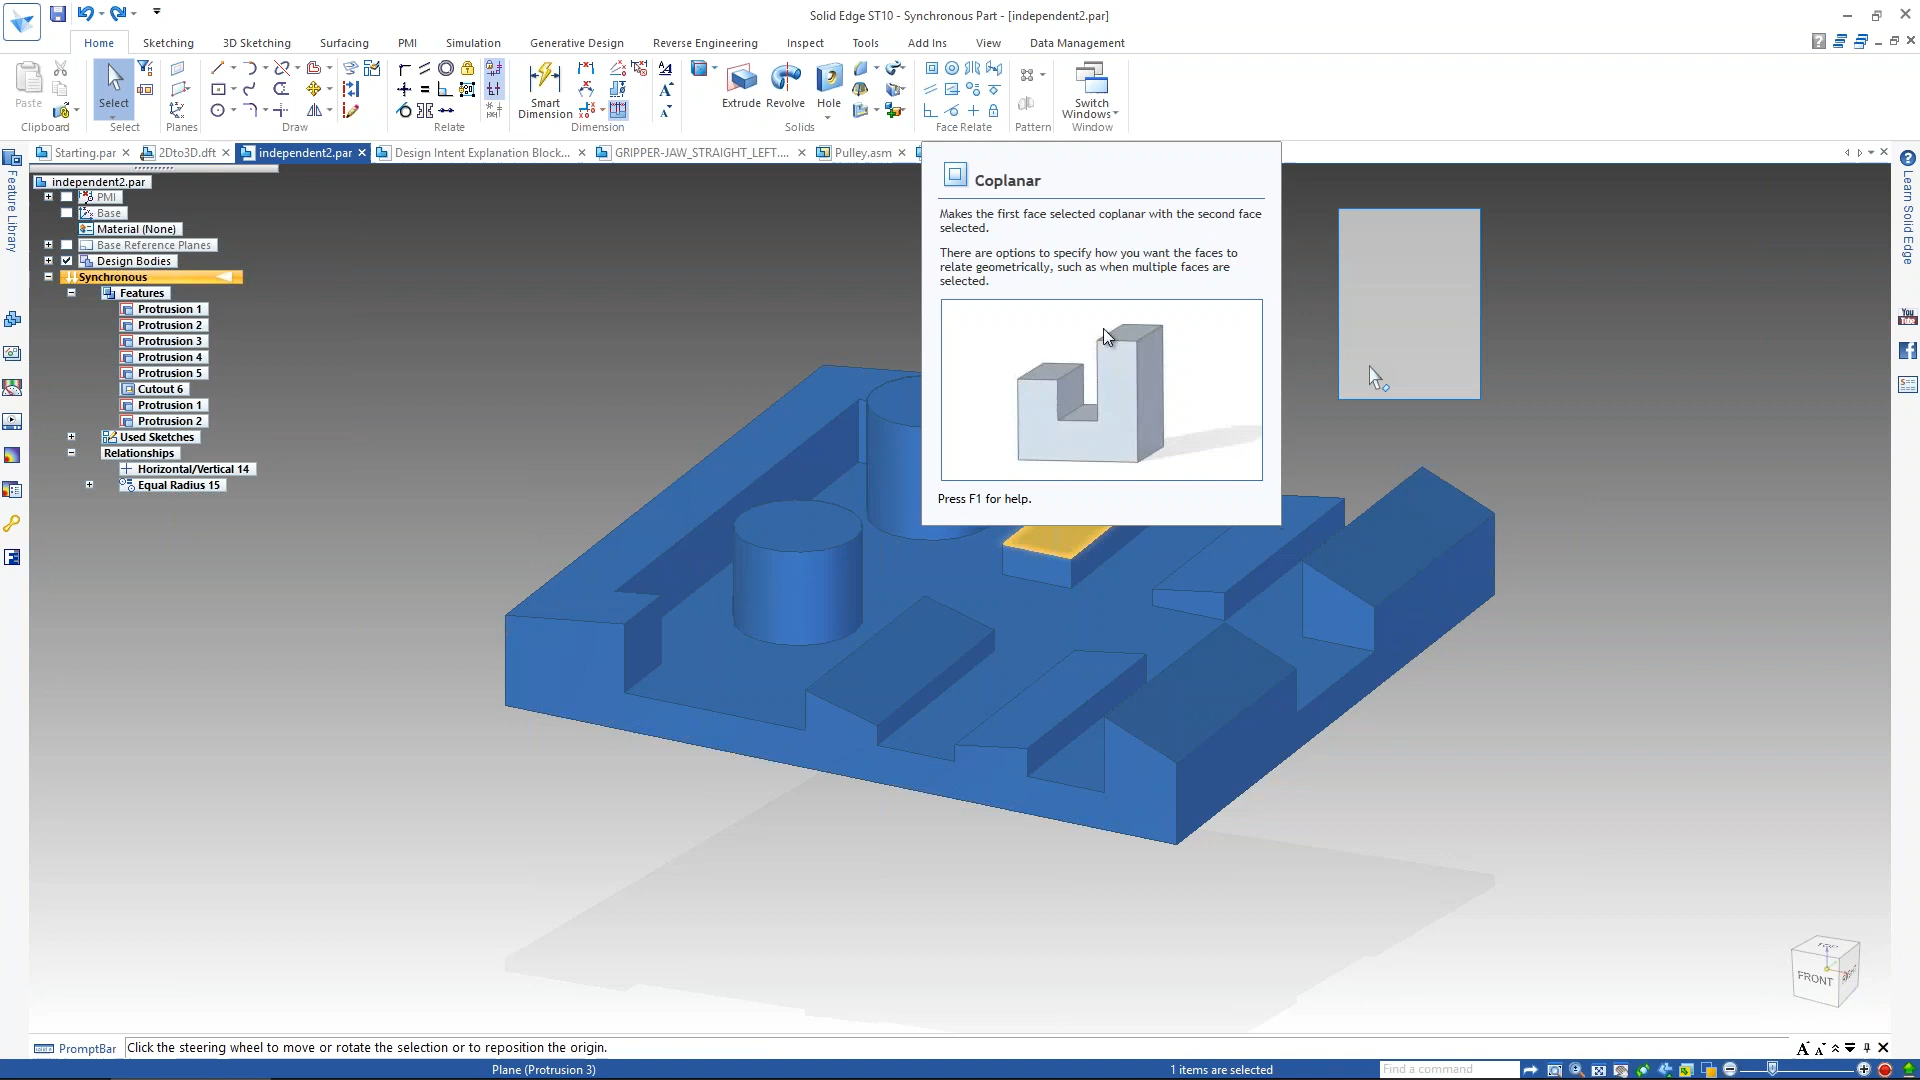 Solid Edge ST10 - Synchronous Part - [independent2.par]
Home
Sketching
3D Sketching
Surfacing
PMI
Simulation
Generative Design
Reverse Engineering
Inspect
Tools
Add Ins
View
Data Management
Paste
Select
Smart
Dimension
Extrude
Revolve
Hole
Switch
Windows
Clipboard
Select
Planes
Draw
Relate
Dimension
Solids
Face Relate
Pattern
Window
Starting.par
2Dto3D.dft
independent2.par
Design Intent Explanation Block...
GRIPPER-JAW_STRAIGHT_LEFT....
Pulley.asm
Feature Library
Learn Solid Edge
independent2.par
PMI
Base
Material (None)
Base Reference Planes
Design Bodies
Synchronous
Features
Protrusion 1
Protrusion 2
Protrusion 3
Protrusion 4
Protrusion 5
Cutout 6
Protrusion 1
Protrusion 2
Used Sketches
Relationships
Horizontal/Vertical 14
Equal Radius 15
Coplanar
Makes the first face selected coplanar with the second face
selected.
There are options to specify how you want the faces to
relate geometrically, such as when multiple faces are
selected.
Press F1 for help.
You
Tube
TOP
FRONT
PromptBar
Click the steering wheel to move or rotate the selection or to reposition the origin.
Plane (Protrusion 3)
1 items are selected
Find a command